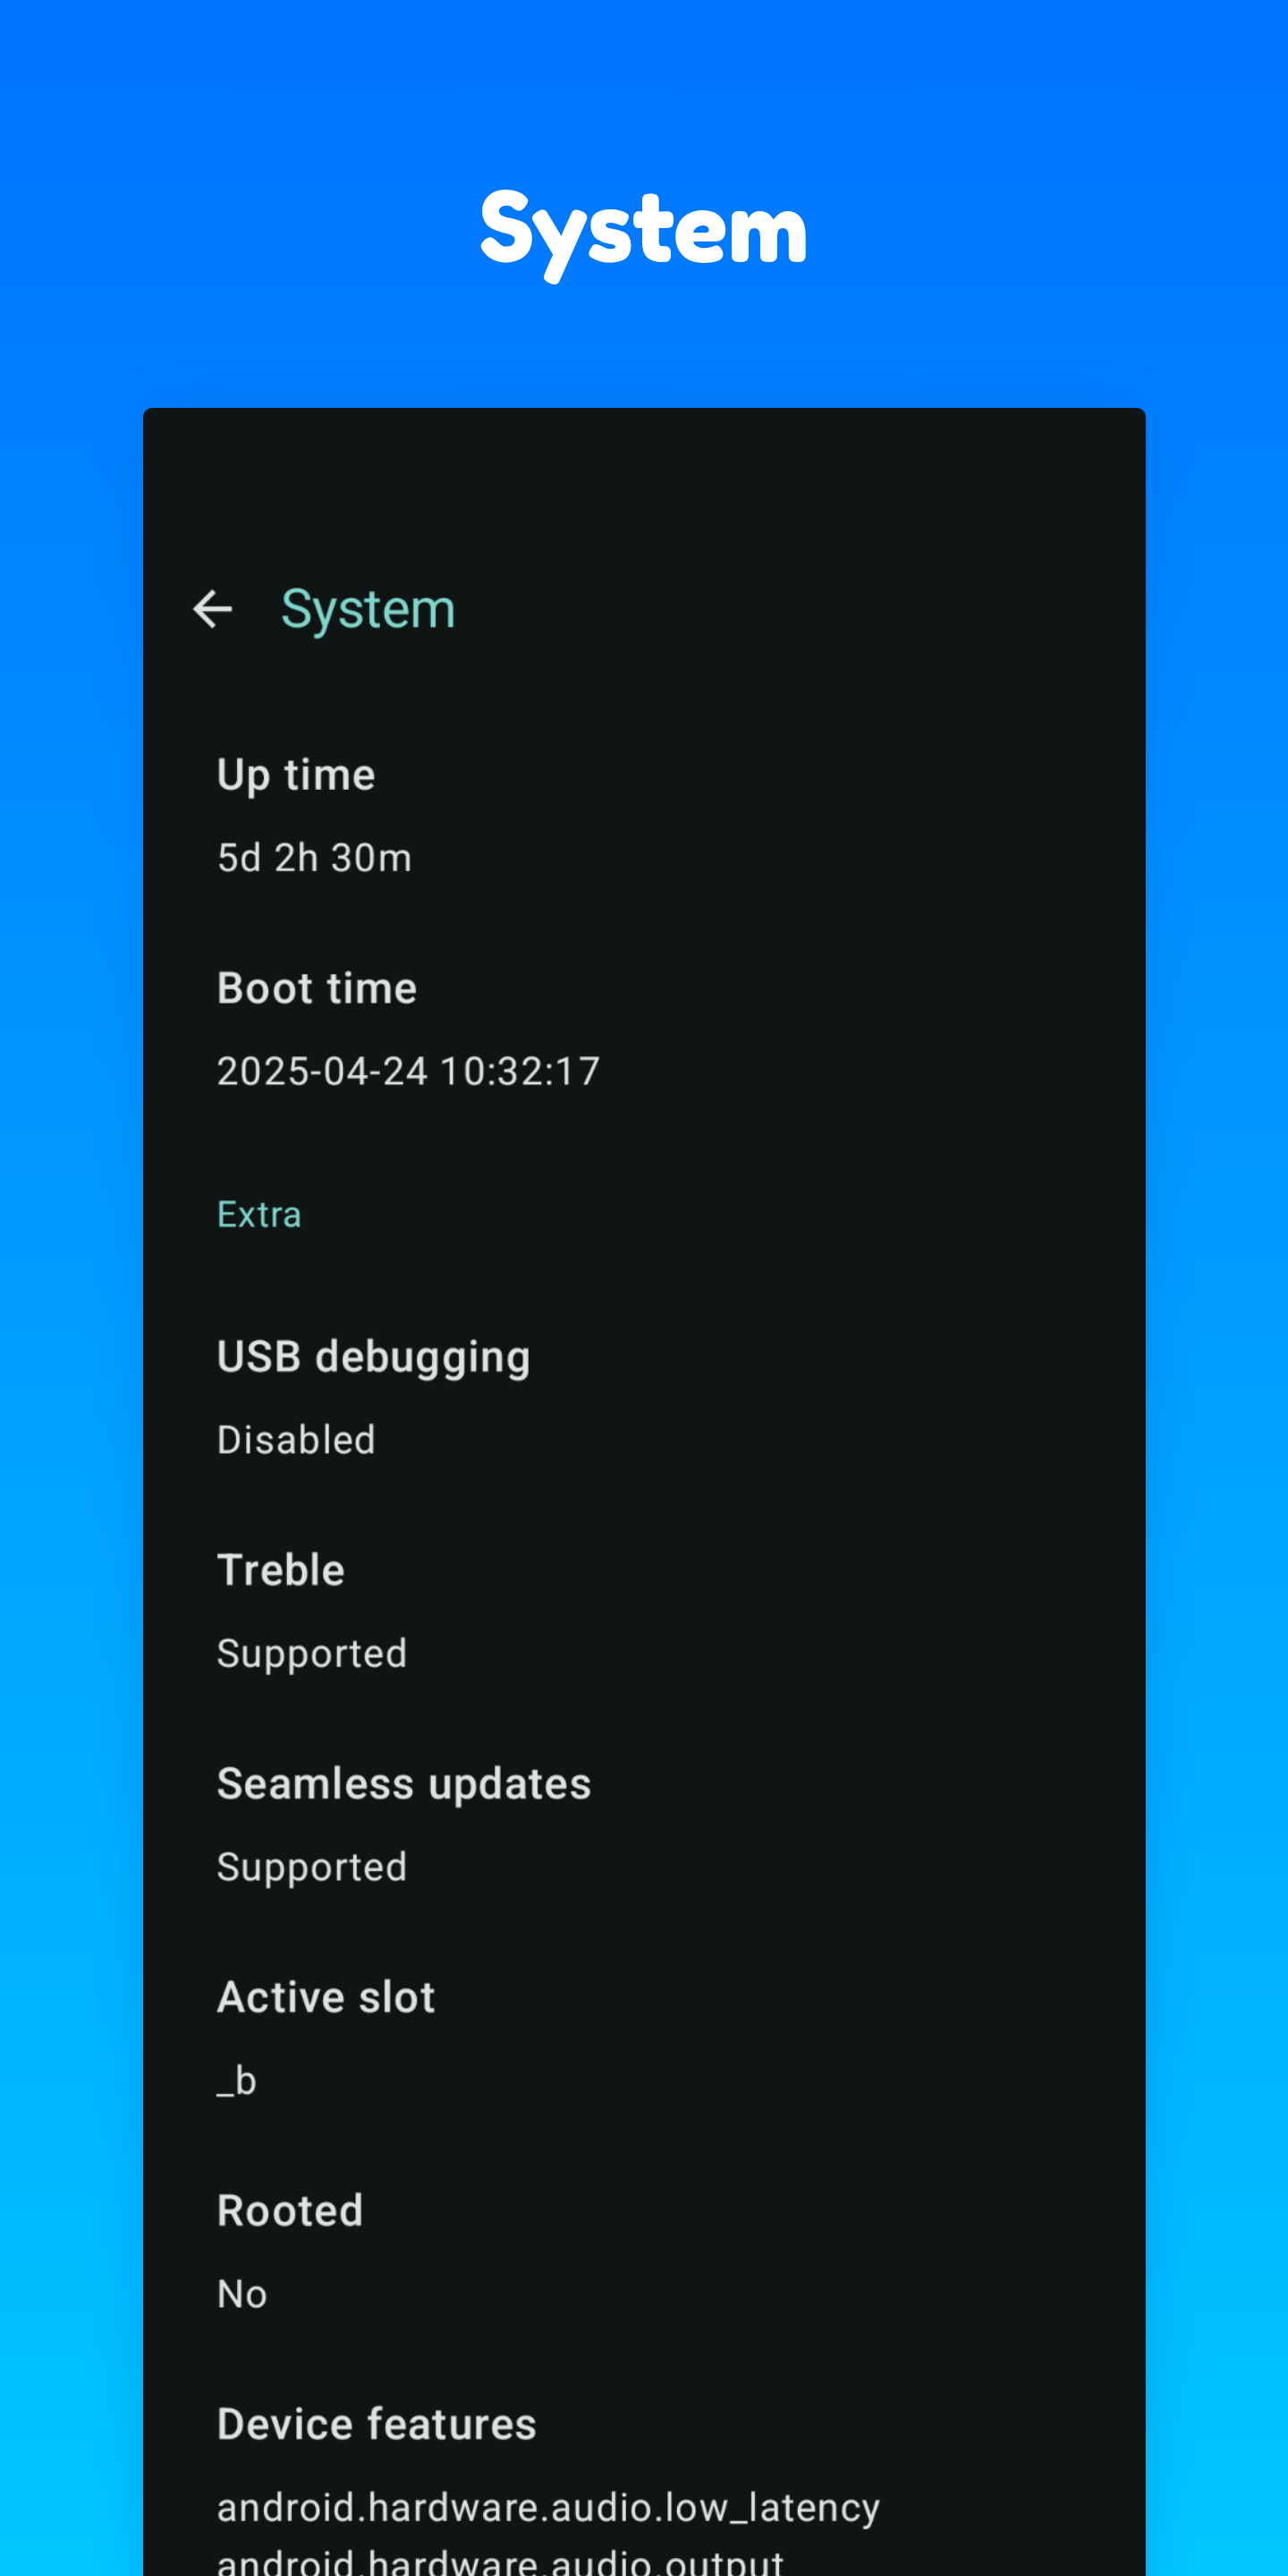 System
System
Up time
5d 2h 30m
Boot time
2025-04-24 10:32:17
Extra
USB debugging
Disabled
Treble
Supported
Seamless updates
Supported
Active slot
_b
Rooted
No
Device features
android.hardware.audio.low_latency
android.hardware.audio.output